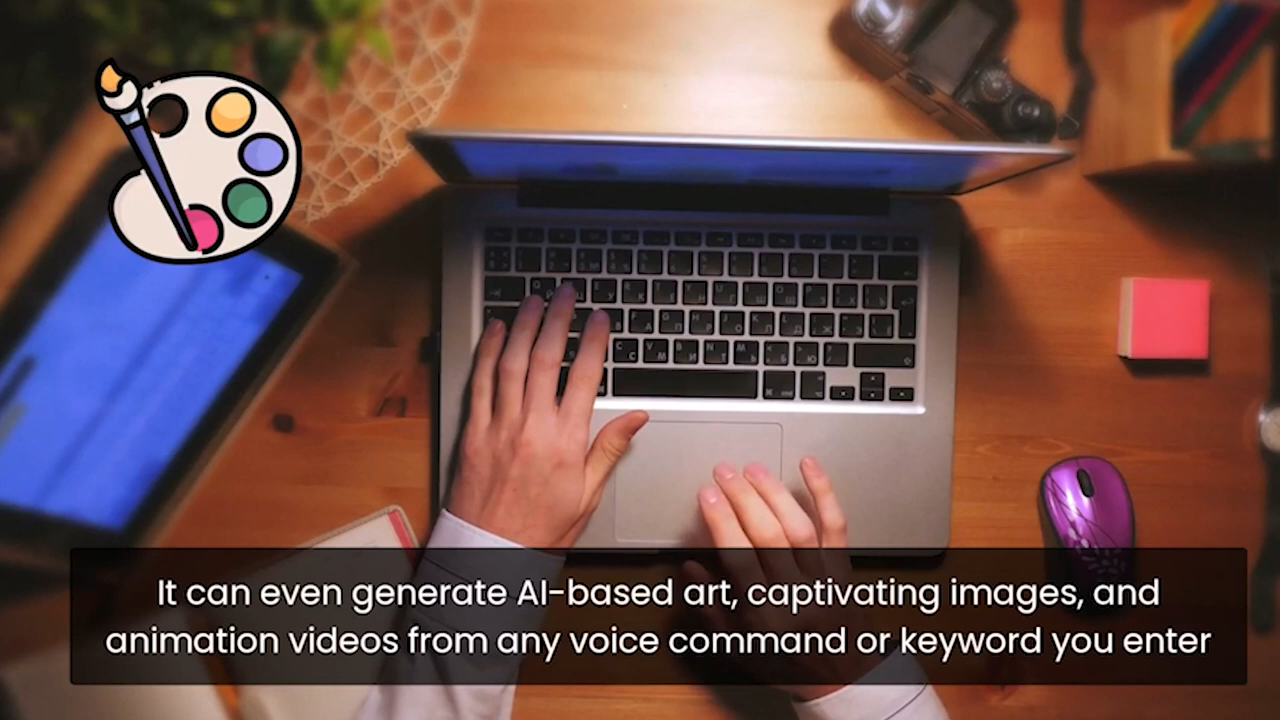 It can even generate AI-based art, captivating images, and
animation videos from any voice command or keyword you enter